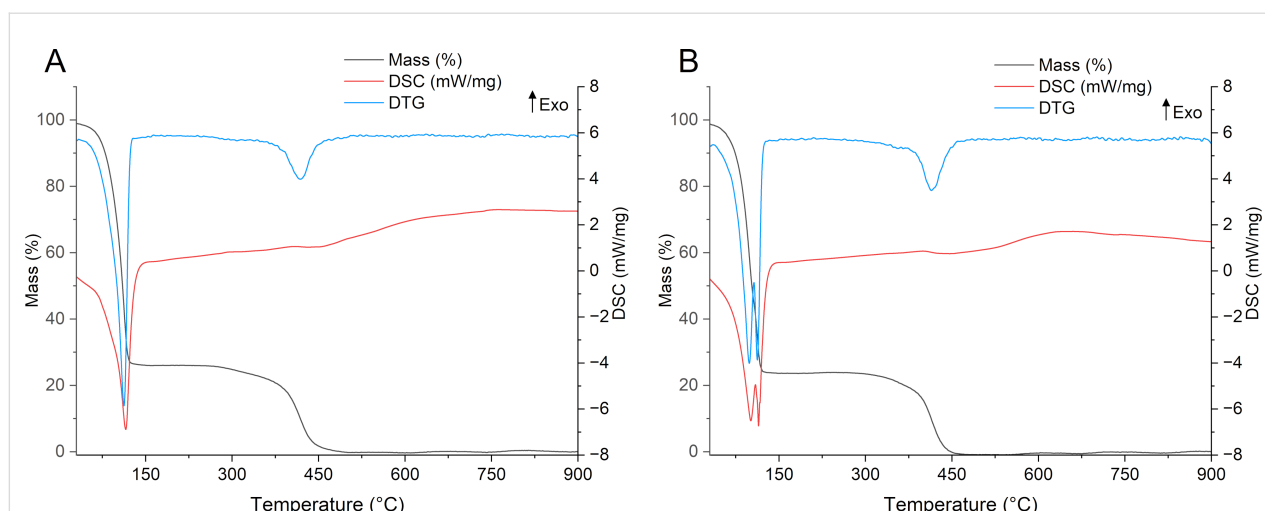 A
Mass (%)
DSC (mW/mg)
DTG
Exo
100
80
60
40
20
0
Mass (%)
8
6
4
2
0
−2
−4
−6
−8
DSC (mW/mg)
150 300 450 600 750 900
Temperature (°C)
B
Mass (%)
DSC (mW/mg)
DTG
Exo
100
80
60
40
20
0
Mass (%)
8
6
4
2
0
−2
−4
−6
−8
DSC (mW/mg)
150 300 450 600 750 900
Temperature (°C)